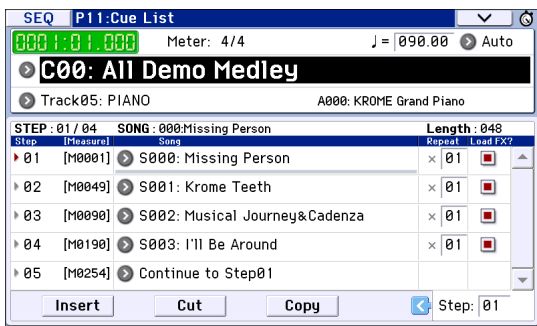 SEQ P11:Cue List
0001:01.000 Meter: 4/4 ♩= 090.00 Auto
C00: All Demo Medley
Track05: PIANO A000: KROME Grand Piano
STEP : 01 / 04 SONG : 000:Missing Person Length : 048
Step [Measure] Song Repeat Load FX?
01 [M0001] S000: Missing Person × 01
02 [M0049] S001: Krome Teeth × 01
03 [M0090] S002: Musical Journey&Cadenza × 01
04 [M0190] S003: I'll Be Around × 01
05 [M0254] Continue to Step01
Insert Cut Copy Step: 01